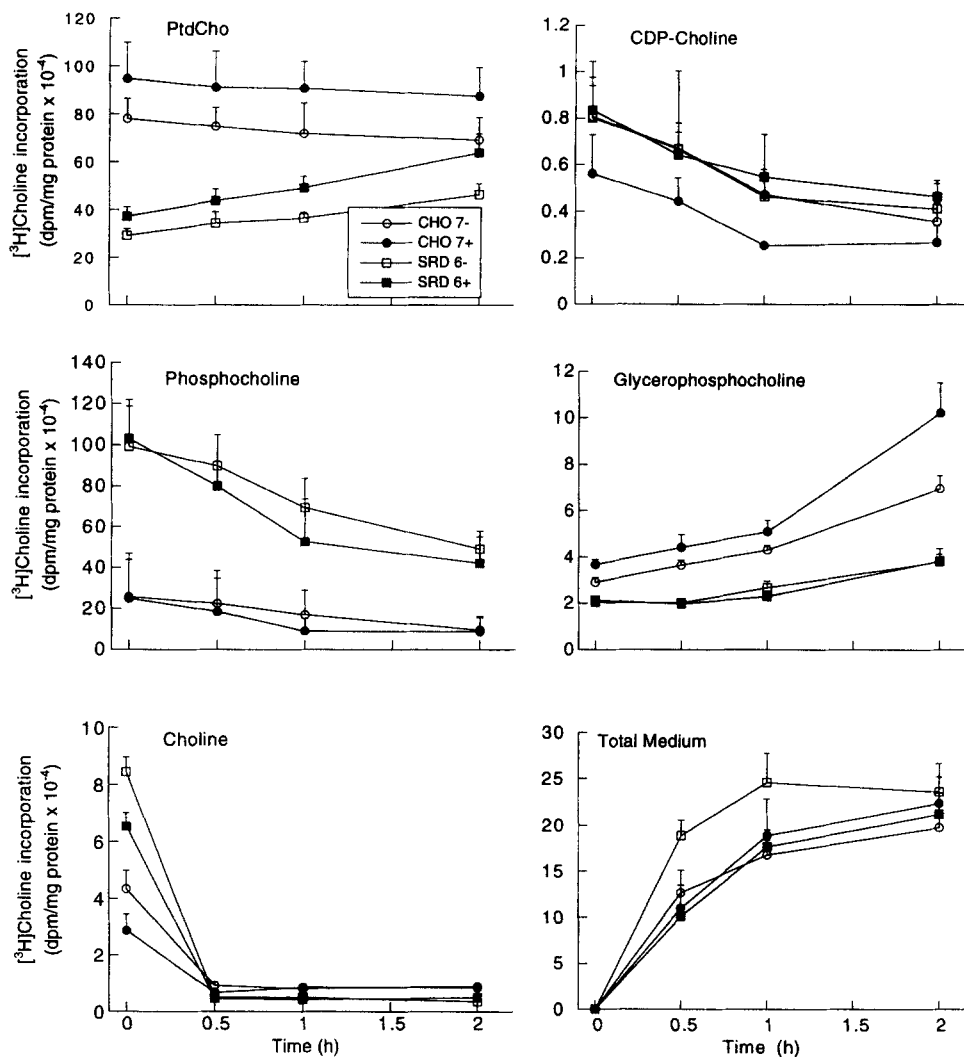 PtdCho
[³H]Choline incorporation
(dpm/mg protein x 10⁻⁴)
120
100
80
60
40
20
0
CHO 7-
CHO 7+
SRD 6-
SRD 6+
CDP-Choline
1.2
1
0.8
0.6
0.4
0.2
0
Phosphocholine
[³H]Choline incorporation
(dpm/mg protein x 10⁻⁴)
140
120
100
80
60
40
20
0
Glycerophosphocholine
12
10
8
6
4
2
0
Choline
[³H]Choline incorporation
(dpm/mg protein x 10⁻⁴)
10
8
6
4
2
0
0 0.5 1 1.5 2
Time (h)
Total Medium
30
25
20
15
10
5
0
0 0.5 1 1.5 2
Time (h)